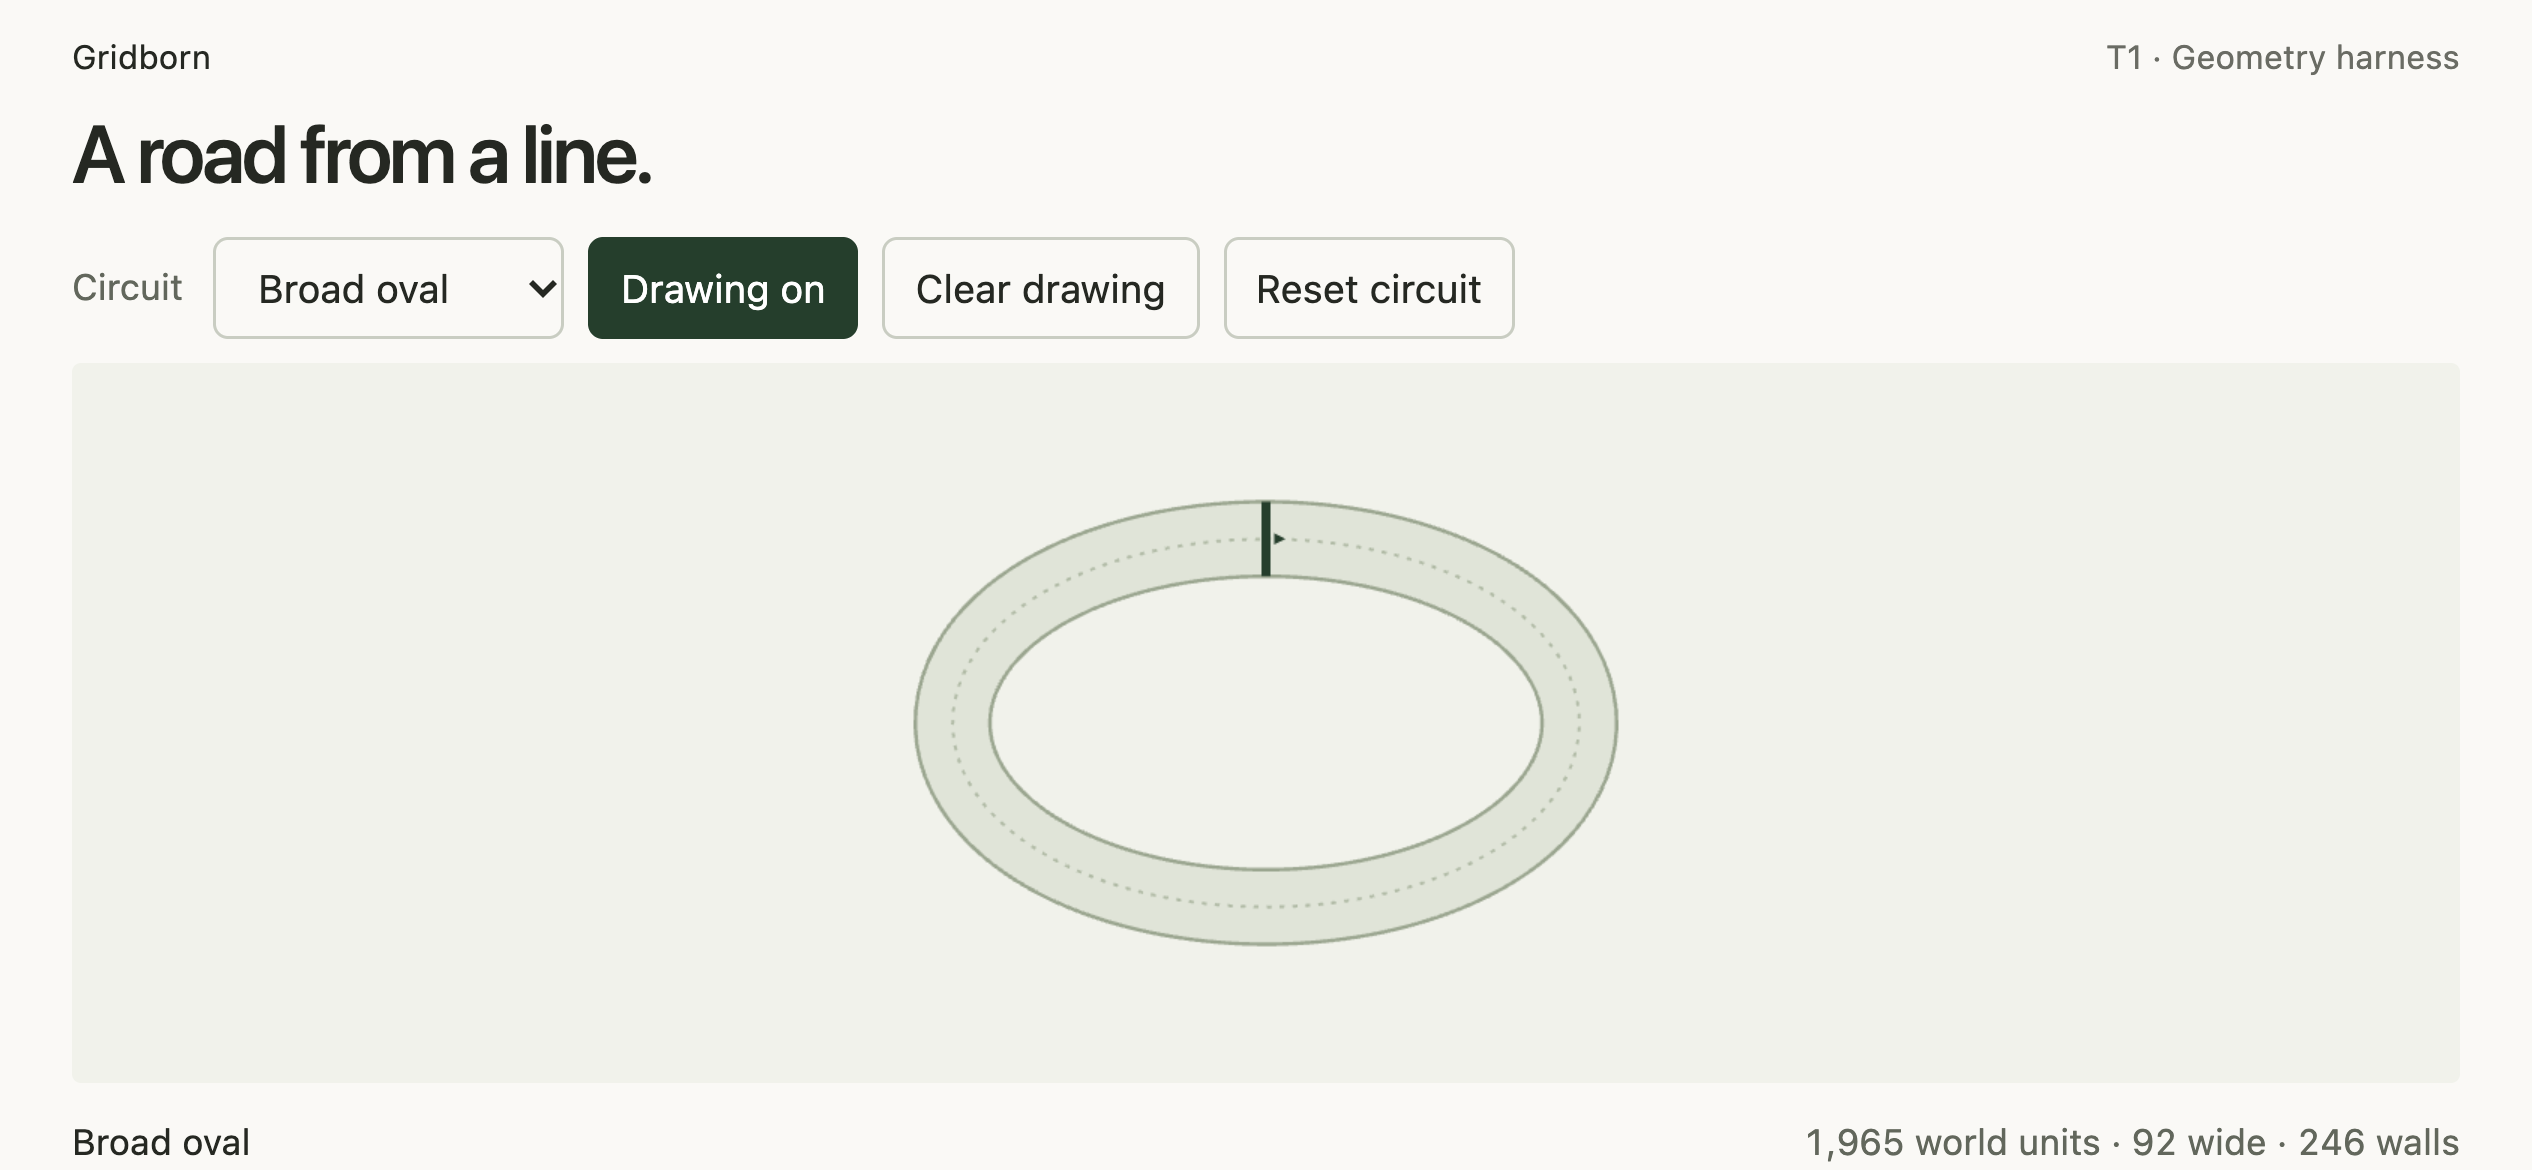 Gridborn
T1 · Geometry harness
A road from a line.
Circuit
Broad oval
Drawing on
Clear drawing
Reset circuit
Broad oval
1,965 world units · 92 wide · 246 walls